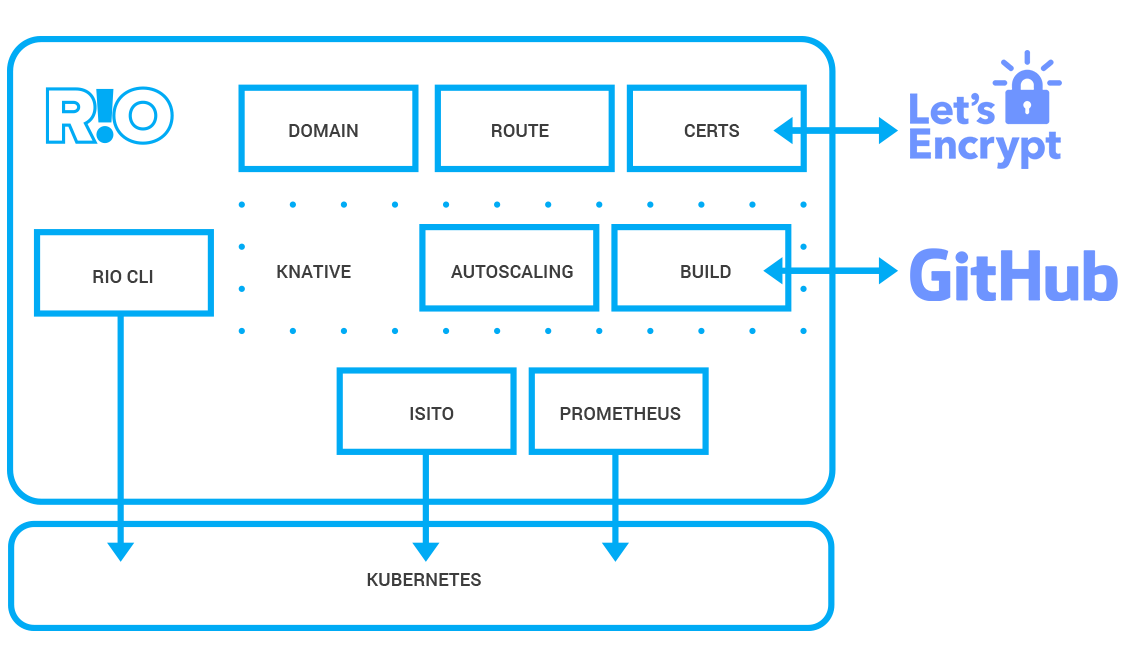 R!O
DOMAIN
ROUTE
CERTS
Let's
Encrypt
RIO CLI
KNATIVE
AUTOSCALING
BUILD
GitHub
ISITO
PROMETHEUS
KUBERNETES